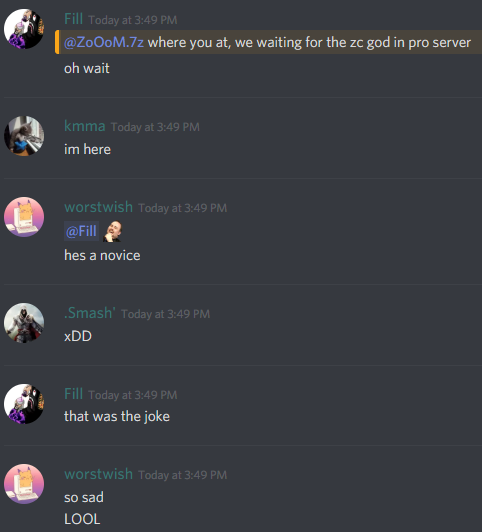 Fill Today at 3:49 PM
@ZoOoM.7z where you at, we waiting for the zc god in pro server
oh wait
kmma Today at 3:49 PM
im here
worstwish Today at 3:49 PM
@Fill
hes a novice
.Smash' Today at 3:49 PM
xDD
Fill Today at 3:49 PM
that was the joke
worstwish Today at 3:49 PM
so sad
LOOL